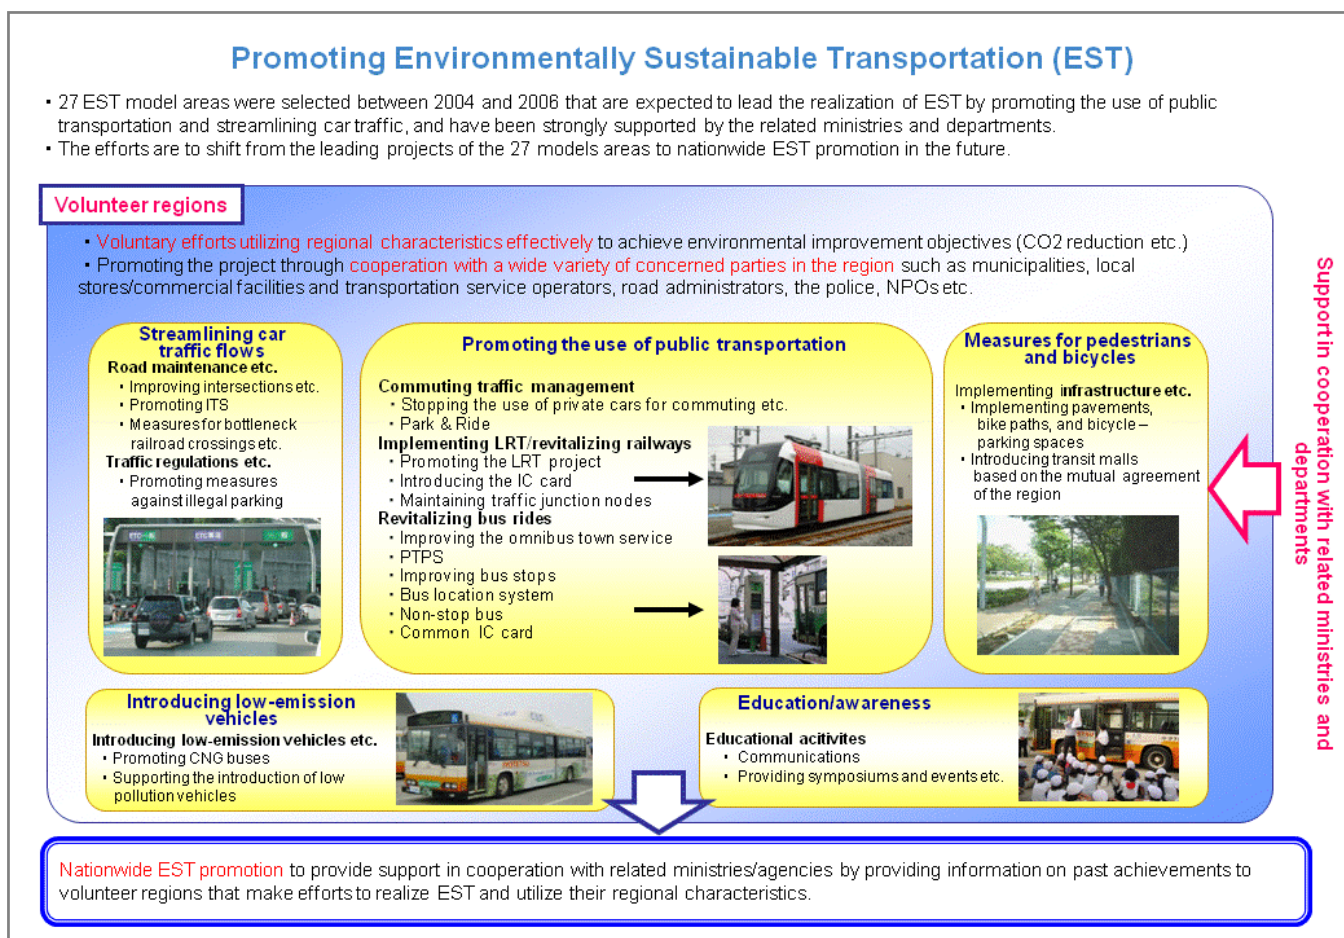 Promoting Environmentally Sustainable Transportation (EST)
・27 EST model areas were selected between 2004 and 2006 that are expected to lead the realization of EST by promoting the use of public
transportation and streamlining car traffic, and have been strongly supported by the related ministries and departments.
・The efforts are to shift from the leading projects of the 27 models areas to nationwide EST promotion in the future.
Volunteer regions
・Voluntary efforts utilizing regional characteristics effectively to achieve environmental improvement objectives (CO2 reduction etc.)
・Promoting the project through cooperation with a wide variety of concerned parties in the region such as municipalities, local
stores/commercial facilities and transportation service operators, road administrators, the police, NPOs etc.
Streamlining car
traffic flows
Road maintenance etc.
・Improving intersections etc.
・Promoting ITS
・Measures for bottleneck
railroad crossings etc.
Traffic regulations etc.
・Promoting measures
against illegal parking
Promoting the use of public transportation
Commuting traffic management
・Stopping the use of private cars for commuting etc.
・Park & Ride
Implementing LRT/revitalizing railways
・Promoting the LRT project
・Introducing the IC card
・Maintaining traffic junction nodes
Revitalizing bus rides
・Improving the omnibus town service
・PTPS
・Improving bus stops
・Bus location system
・Non-stop bus
・Common IC card
Measures for pedestrians
and bicycles
Implementing infrastructure etc.
・Implementing pavements,
bike paths, and bicycle –
parking spaces
・Introducing transit malls
based on the mutual agreement
of the region
Support in cooperation with related ministries and
departments
Introducing low-emission
vehicles
Introducing low-emission vehicles etc.
・Promoting CNG buses
・Supporting the introduction of low
pollution vehicles
Education/awareness
Educational acitivites
・Communications
・Providing symposiums and events etc.
Nationwide EST promotion to provide support in cooperation with related ministries/agencies by providing information on past achievements to
volunteer regions that make efforts to realize EST and utilize their regional characteristics.